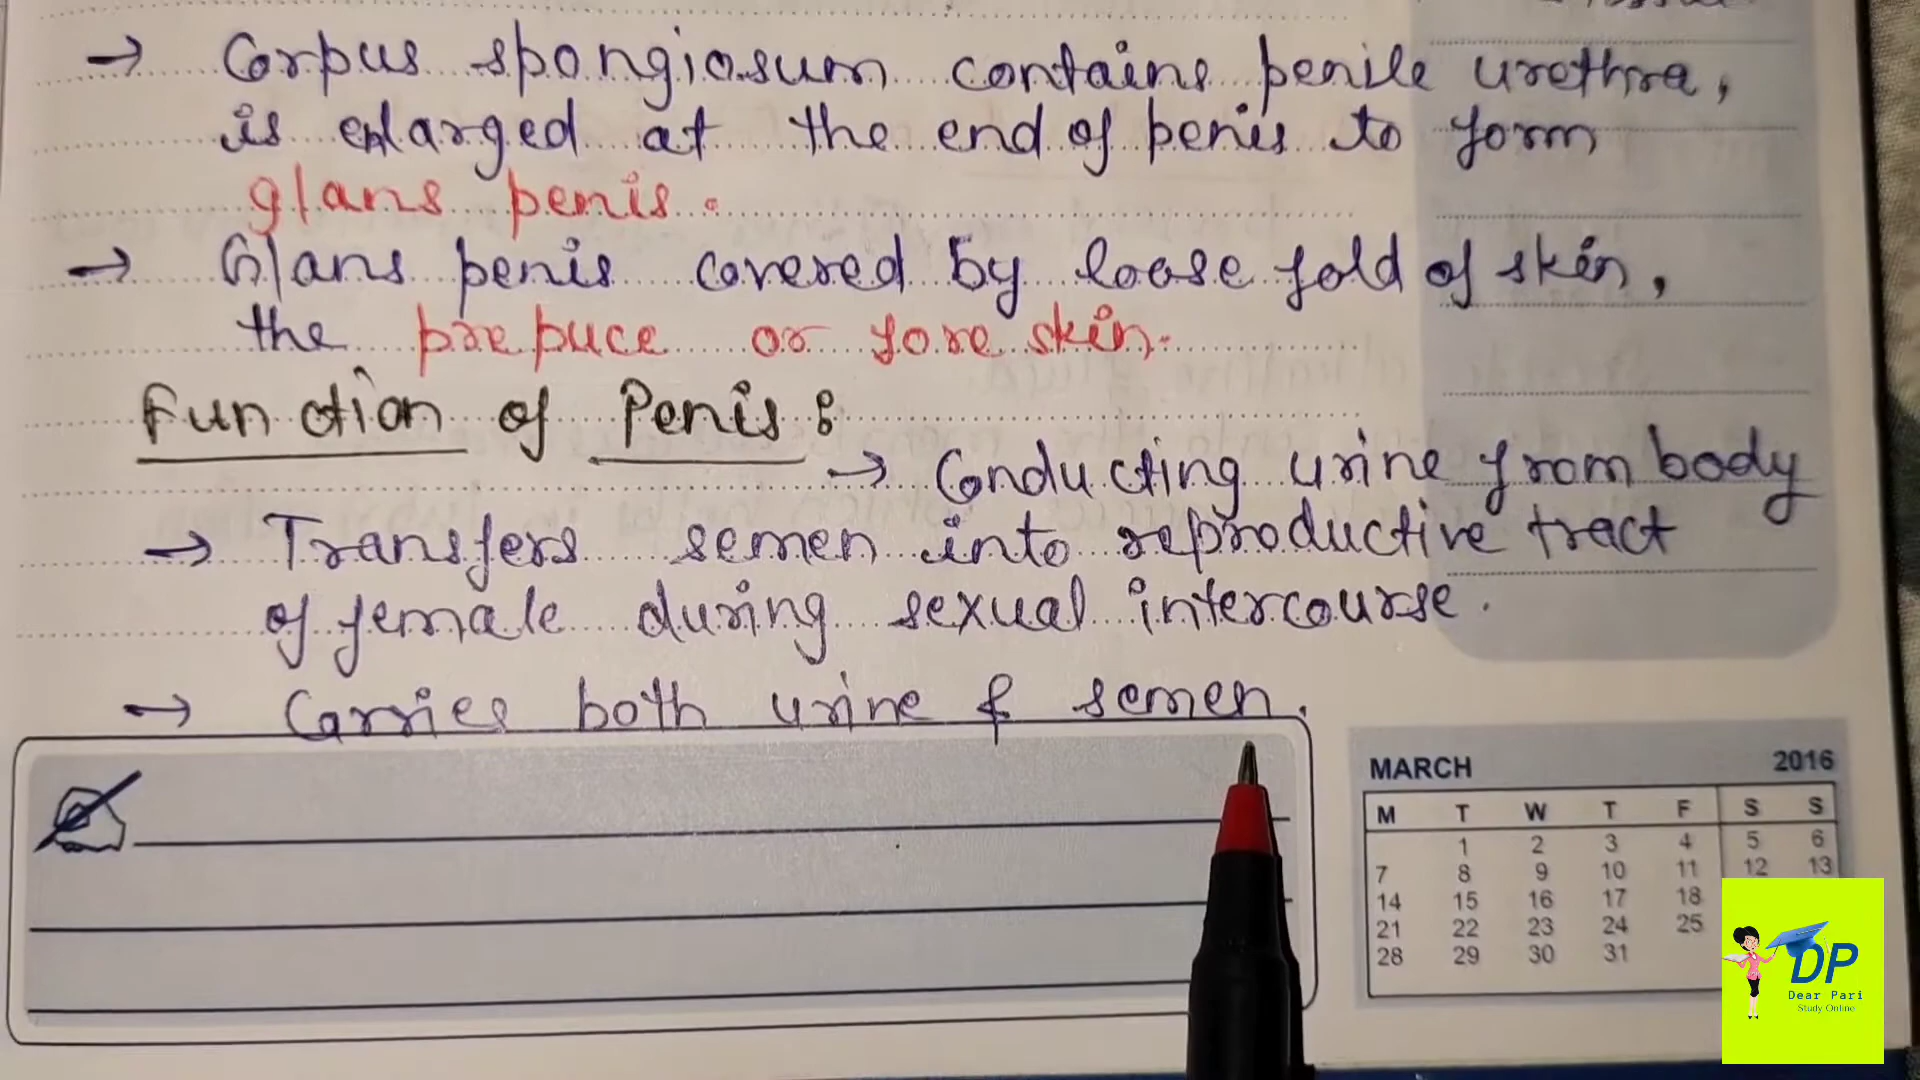 → Corpus spongiosum contains penile urethra,
is enlarged at the end of penis to form
glans penis.
→ Glans penis covered by loose fold of skin,
the prepuce or fore skin.
Function of Penis :
→ Conducting urine from body
→ Transfers semen into reproductive tract
of female during sexual intercourse.
→ Carries both urine & semen.
MARCH 2016
M T W T F S S
1 2 3 4 5 6
7 8 9 10 11 12 13
14 15 16 17 18
21 22 23 24 25
28 29 30 31
DP
Dear Pari
Study Online